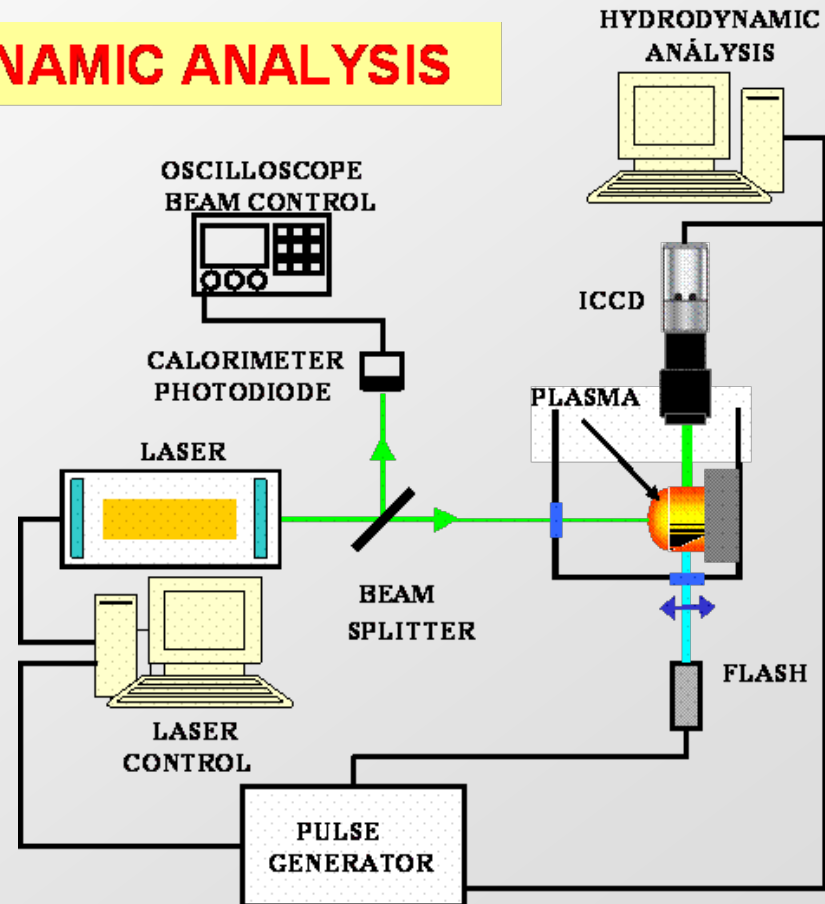 NAMIC ANALYSIS
HYDRODYNAMIC
ANÁLYSIS
OSCILLOSCOPE
BEAM CONTROL
ICCD
CALORIMETER
PHOTODIODE
PLASMA
LASER
BEAM
SPLITTER
FLASH
LASER
CONTROL
PULSE
GENERATOR